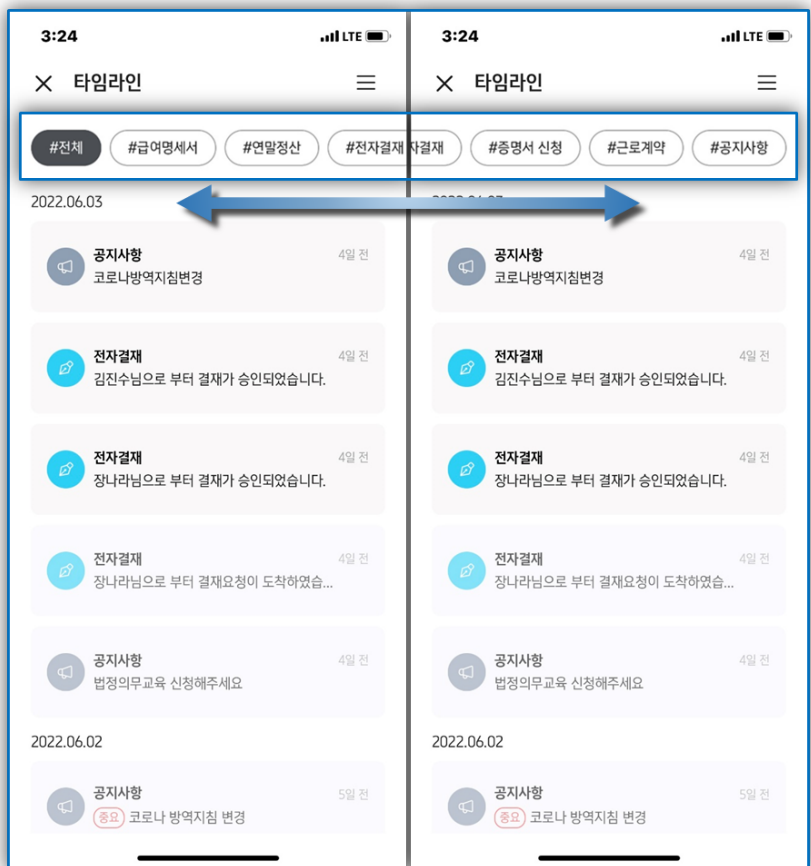 3:24
LTE
타임라인
#전체
#급여명세서
#연말정산
#전자결재
2022.06.03
공지사항
4일 전
코로나방역지침변경
전자결재
4일 전
김진수님으로 부터 결재가 승인되었습니다.
전자결재
4일 전
장나라님으로 부터 결재가 승인되었습니다.
전자결재
4일 전
장나라님으로 부터 결재요청이 도착하였습...
공지사항
4일 전
법정의무교육 신청해주세요
2022.06.02
공지사항
5일 전
중요 코로나 방역지침 변경
3:24
LTE
타임라인
자결재
#증명서 신청
#근로계약
#공지사항
공지사항
4일 전
코로나방역지침변경
전자결재
4일 전
김진수님으로 부터 결재가 승인되었습니다.
전자결재
4일 전
장나라님으로 부터 결재가 승인되었습니다.
전자결재
4일 전
장나라님으로 부터 결재요청이 도착하였습...
공지사항
4일 전
법정의무교육 신청해주세요
2022.06.02
공지사항
5일 전
중요 코로나 방역지침 변경